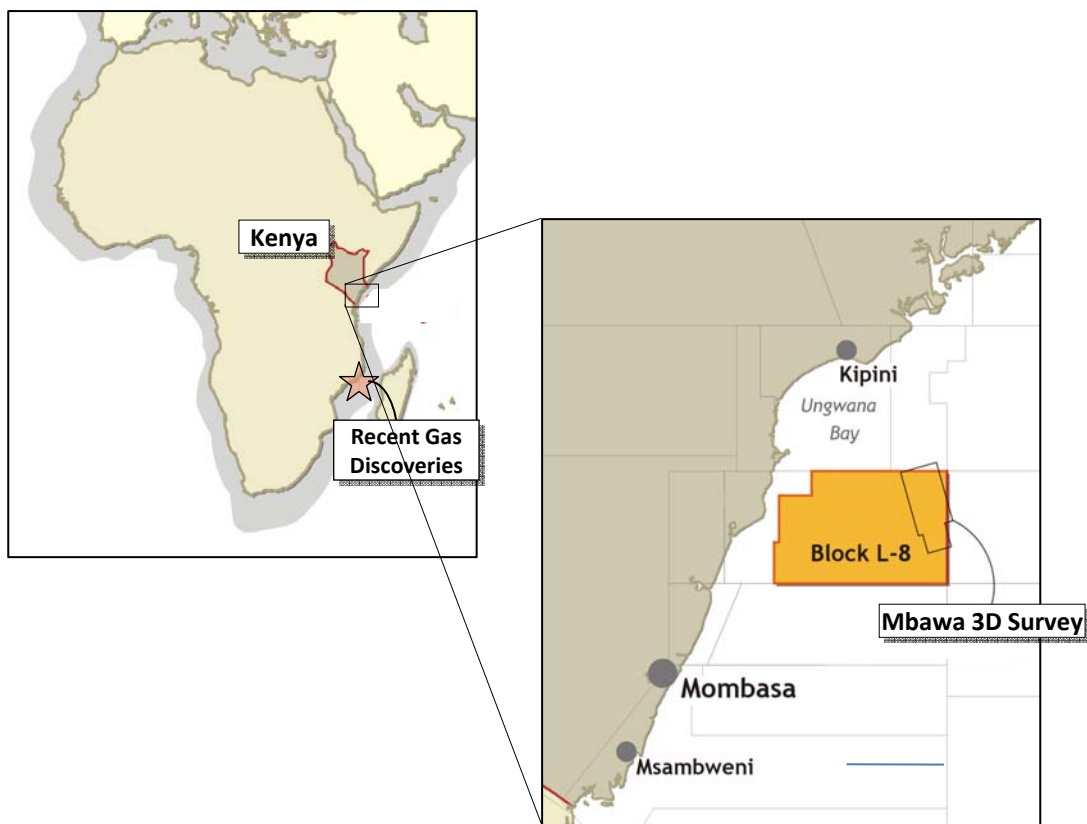 Kenya
Recent Gas
Discoveries
Kipini
Ungwana
Bay
Block L-8
Mbawa 3D Survey
Mombasa
Msambweni